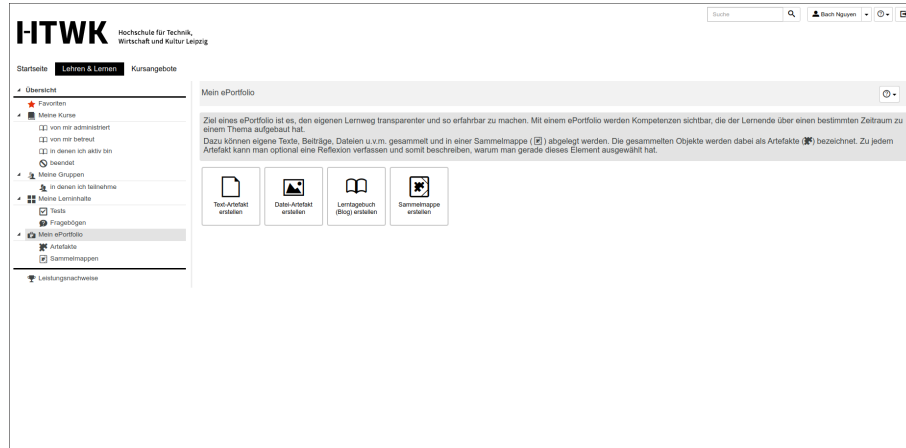 Suche
Bach Nguyen
HTWK
Hochschule für Technik,
Wirtschaft und Kultur Leipzig
Startseite Lehren & Lernen Kursangebote
Übersicht
Favoriten
Meine Kurse
von mir administriert
von mir betreut
in denen ich aktiv bin
beendet
Meine Gruppen
in denen ich teilnehme
Meine Lerninhalte
Tests
Fragebögen
Mein ePortfolio
Artefakte
Sammelmappen
Leistungsnachweise
Mein ePortfolio
Ziel eines ePortfolio ist es, den eigenen Lernweg transparenter und so erfahrbar zu machen. Mit einem ePortfolio werden Kompetenzen sichtbar, die der Lernende über einen bestimmten Zeitraum zu
einem Thema aufgebaut hat.
Dazu können eigene Texte, Beiträge, Dateien u.v.m. gesammelt und in einer Sammelmappe ( ) abgelegt werden. Die gesammelten Objekte werden dabei als Artefakte ( ) bezeichnet. Zu jedem
Artefakt kann man optional eine Reflexion verfassen und somit beschreiben, warum man gerade dieses Element ausgewählt hat.
Text-Artefakt
erstellen
Datei-Artefakt
erstellen
Lerntagebuch
(Blog) erstellen
Sammelmappe
erstellen